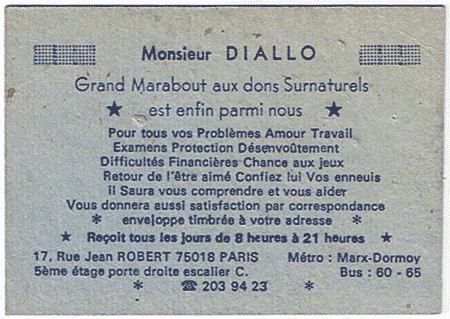 Monsieur DIALLO
Grand Marabout aux dons Surnaturels
★ est enfin parmi nous ★
Pour tous vos Problèmes Amour Travail
Examens Protection Désenvoûtement
Difficultés Financières Chance aux jeux
Retour de l'être aimé Confiez lui Vos enneuis
il Saura vous comprendre et vous aider
Vous donnera aussi satisfaction par correspondance
* enveloppe timbrée à votre adresse *
★ Reçoit tous les jours de 8 heures à 21 heures ★
17, Rue Jean ROBERT 75018 PARIS Métro : Marx-Dormoy
5ème étage porte droite escalier C. Bus : 60 - 65
* ☎ 203 94 23 *